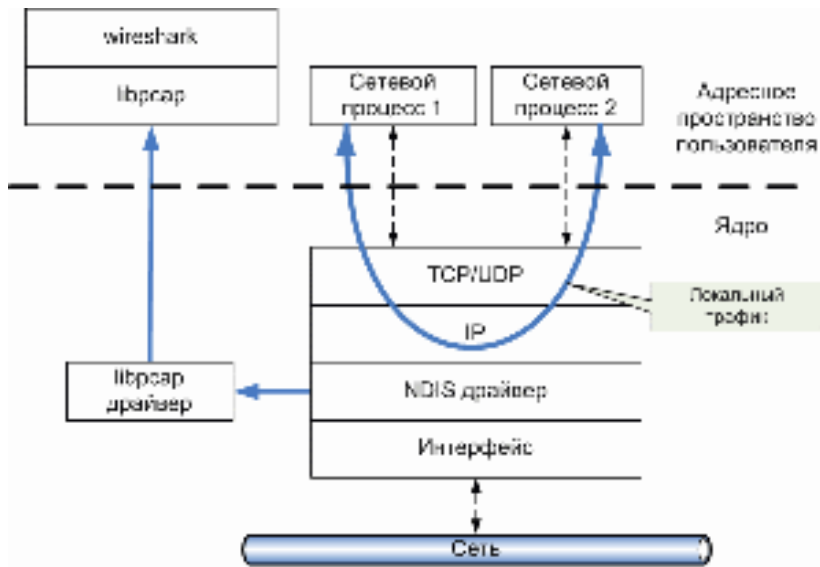 wireshark
libpcap
Сетевой
процесс 1
Сетевой
процесс 2
Адресное
пространство
пользователя
Ядро
TCP/UDP
Локальный
трафик
IP
libpcap
драйвер
NDIS драйвер
Интерфейс
Сеть